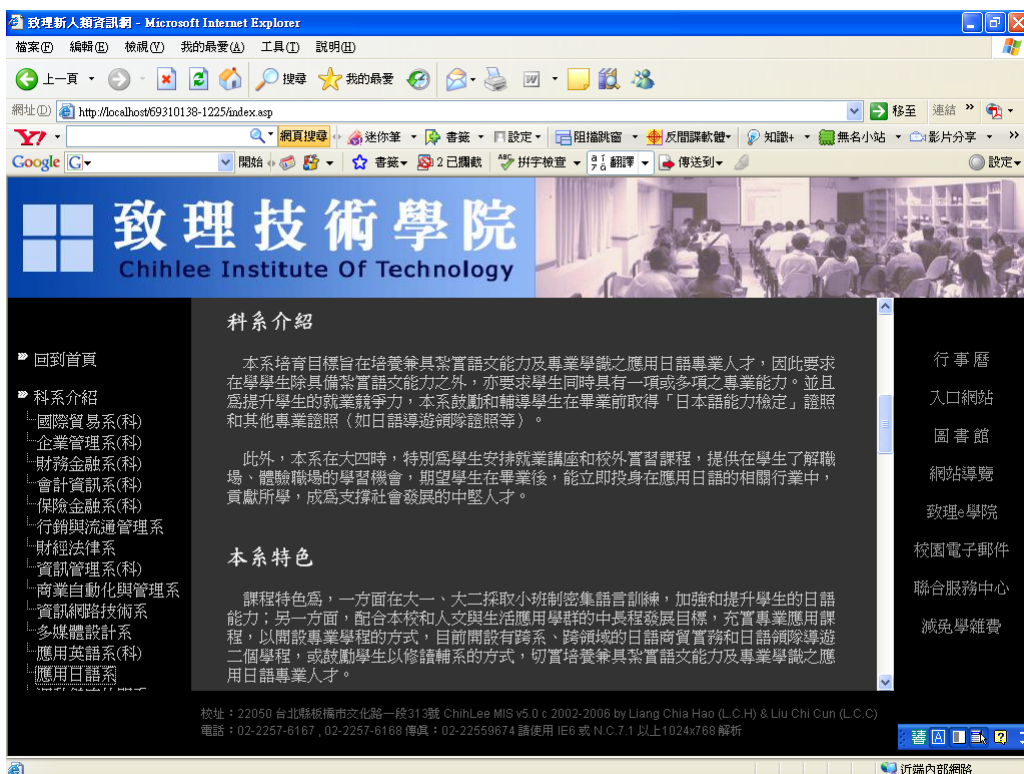 致理新人類資訊網 - Microsoft Internet Explorer
檔案(F) 編輯(E) 檢視(V) 我的最愛(A) 工具(T) 說明(H)
上一頁 搜尋 我的最愛
網址(D) http://localhost/69310138-1225/index.asp 移至 連結 »
Y! 網頁搜尋 迷你筆 書籤 設定 阻擋跳窗 反間諜軟體 知識+ 無名小站 影片分享 »
Google G 開始 書籤 2 已攔截 拼字檢查 翻譯 傳送到 設定
致理技術學院
Chihlee Institute Of Technology
回到首頁
科系介紹
國際貿易系(科)
企業管理系(科)
財務金融系(科)
會計資訊系(科)
保險金融系(科)
行銷與流通管理系
財經法律系
資訊管理系(科)
商業自動化與管理系
資訊網路技術系
多媒體設計系
應用英語系(科)
應用日語系
科系介紹
本系培育目標旨在培養兼具紮實語文能力及專業學識之應用日語專業人才，因此要求
在學學生除具備紮實語文能力之外，亦要求學生同時具有一項或多項之專業能力。並且
為提升學生的就業競爭力，本系鼓勵和輔導學生在畢業前取得「日本語能力檢定」證照
和其他專業證照（如日語導遊領隊證照等）。
此外，本系在大四時，特別為學生安排就業講座和校外實習課程，提供在學生了解職
場、體驗職場的學習機會，期望學生在畢業後，能立即投身在應用日語的相關行業中，
貢獻所學，成為支撐社會發展的中堅人才。
本系特色
課程特色為，一方面在大一、大二採取小班制密集語言訓練，加強和提升學生的日語
能力；另一方面，配合本校和人文與生活應用學群的中長程發展目標，充實專業應用課
程，以開設專業學程的方式，目前開設有跨系、跨領域的日語商貿實務和日語領隊導遊
二個學程，或鼓勵學生以修讀輔系的方式，切實培養兼具紮實語文能力及專業學識之應
用日語專業人才。
行事曆
入口網站
圖書館
網站導覽
致理e學院
校園電子郵件
聯合服務中心
減免學雜費
校址：22050 台北縣板橋市文化路一段313號 ChihLee MIS v5.0 c 2002-2006 by Liang Chia Hao (L.C.H) & Liu Chi Cun (L.C.C)
電話：02-2257-6167 , 02-2257-6168 傳真：02-22559674 請使用 IE6 或 N.C.7.1 以上1024x768 解析
近端內部網路